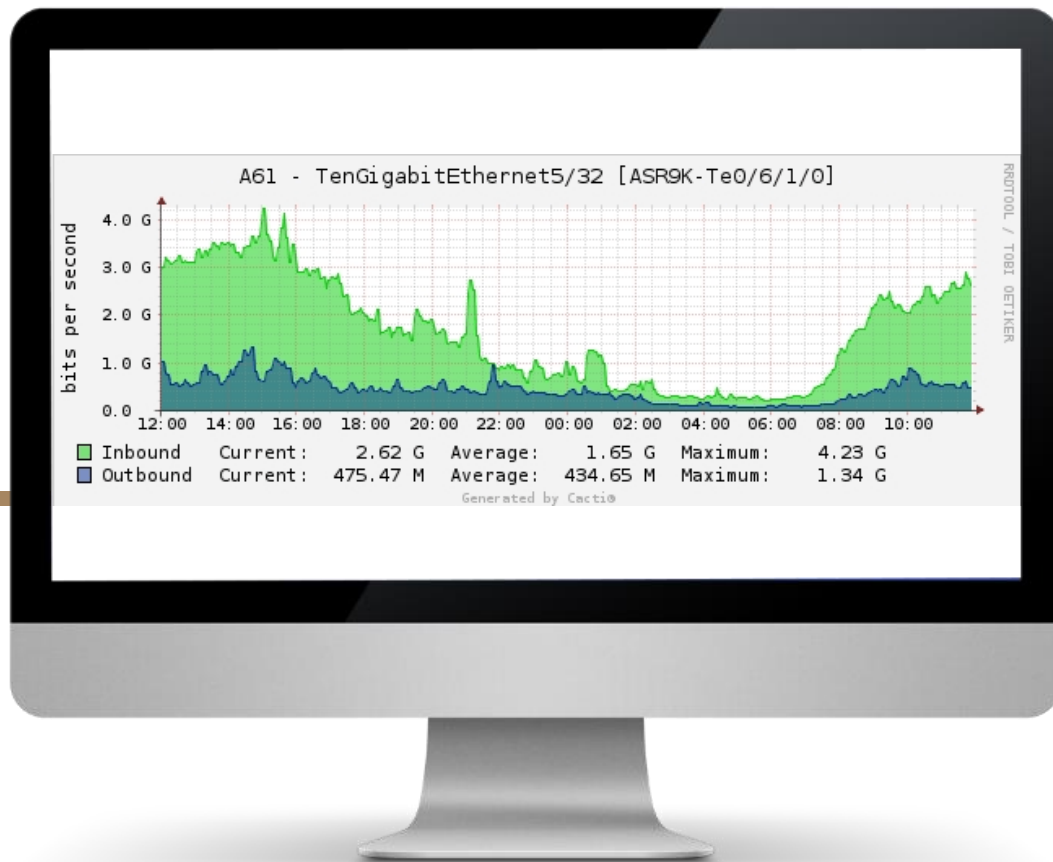 A61 - TenGigabitEthernet5/32 [ASR9K-Te0/6/1/0]
RRDTOOL / TOBI OETIKER
bits per second
4.0 G
3.0 G
2.0 G
1.0 G
0.0
12:00 14:00 16:00 18:00 20:00 22:00 00:00 02:00 04:00 06:00 08:00 10:00
Inbound Current: 2.62 G Average: 1.65 G Maximum: 4.23 G
Outbound Current: 475.47 M Average: 434.65 M Maximum: 1.34 G
Generated by Cacti®